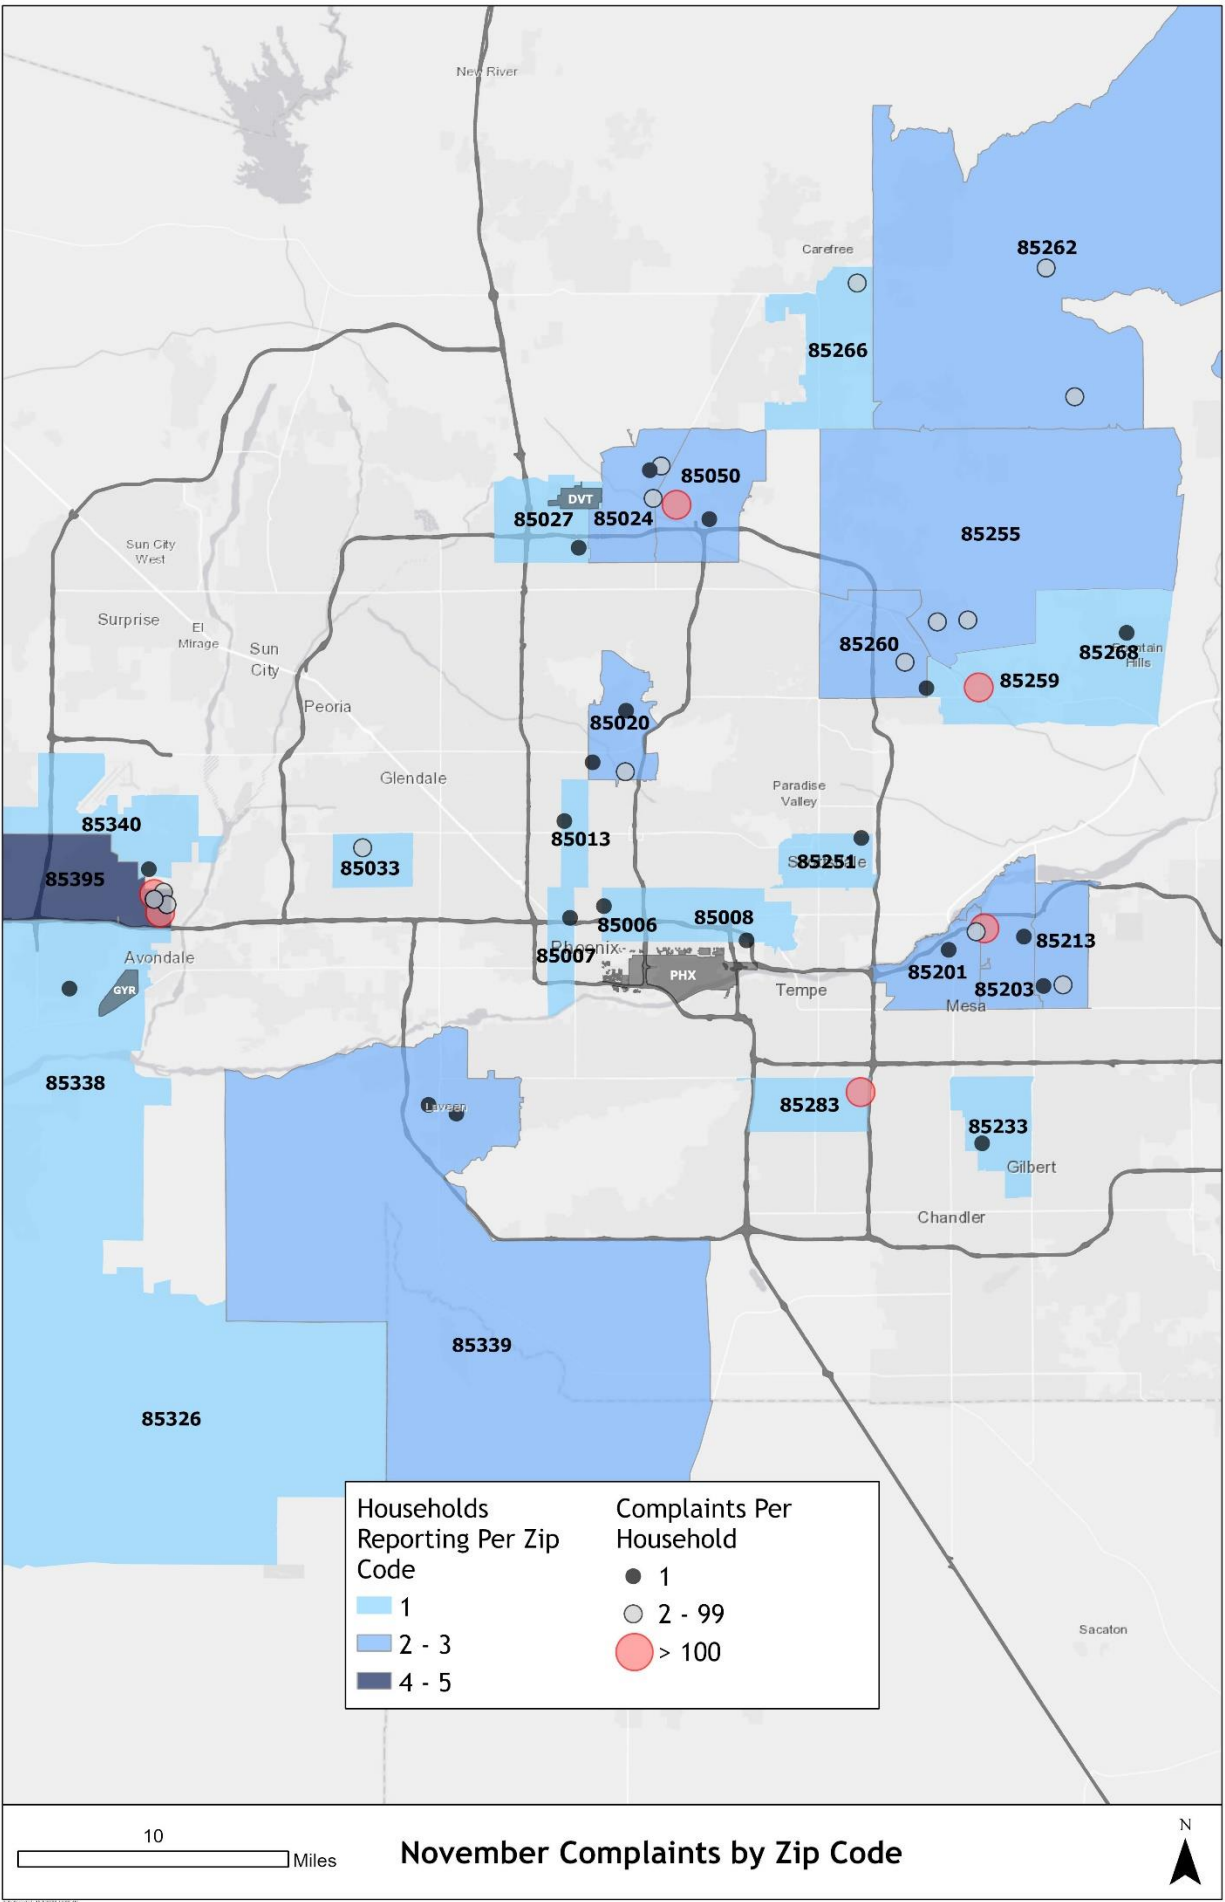 New River
Carefree
85262
85266
85050
DVT
85027
85024
85255
Sun City
West
Surprise
El
Mirage
Sun
City
85260
85268
Hills
85259
Peoria
85020
Glendale
Paradise
Valley
85340
85013
85033
85251
85395
85006
85008
85213
Phoenix
85007
Avondale
85201
PHX
GYR
Tempe
85203
Mesa
85338
Laveen
85283
85233
Gilbert
Chandler
85339
85326
Households
Reporting Per Zip
Code
1
2 - 3
4 - 5
Complaints Per
Household
1
2 - 99
> 100
Sacaton
10
Miles
November Complaints by Zip Code
N